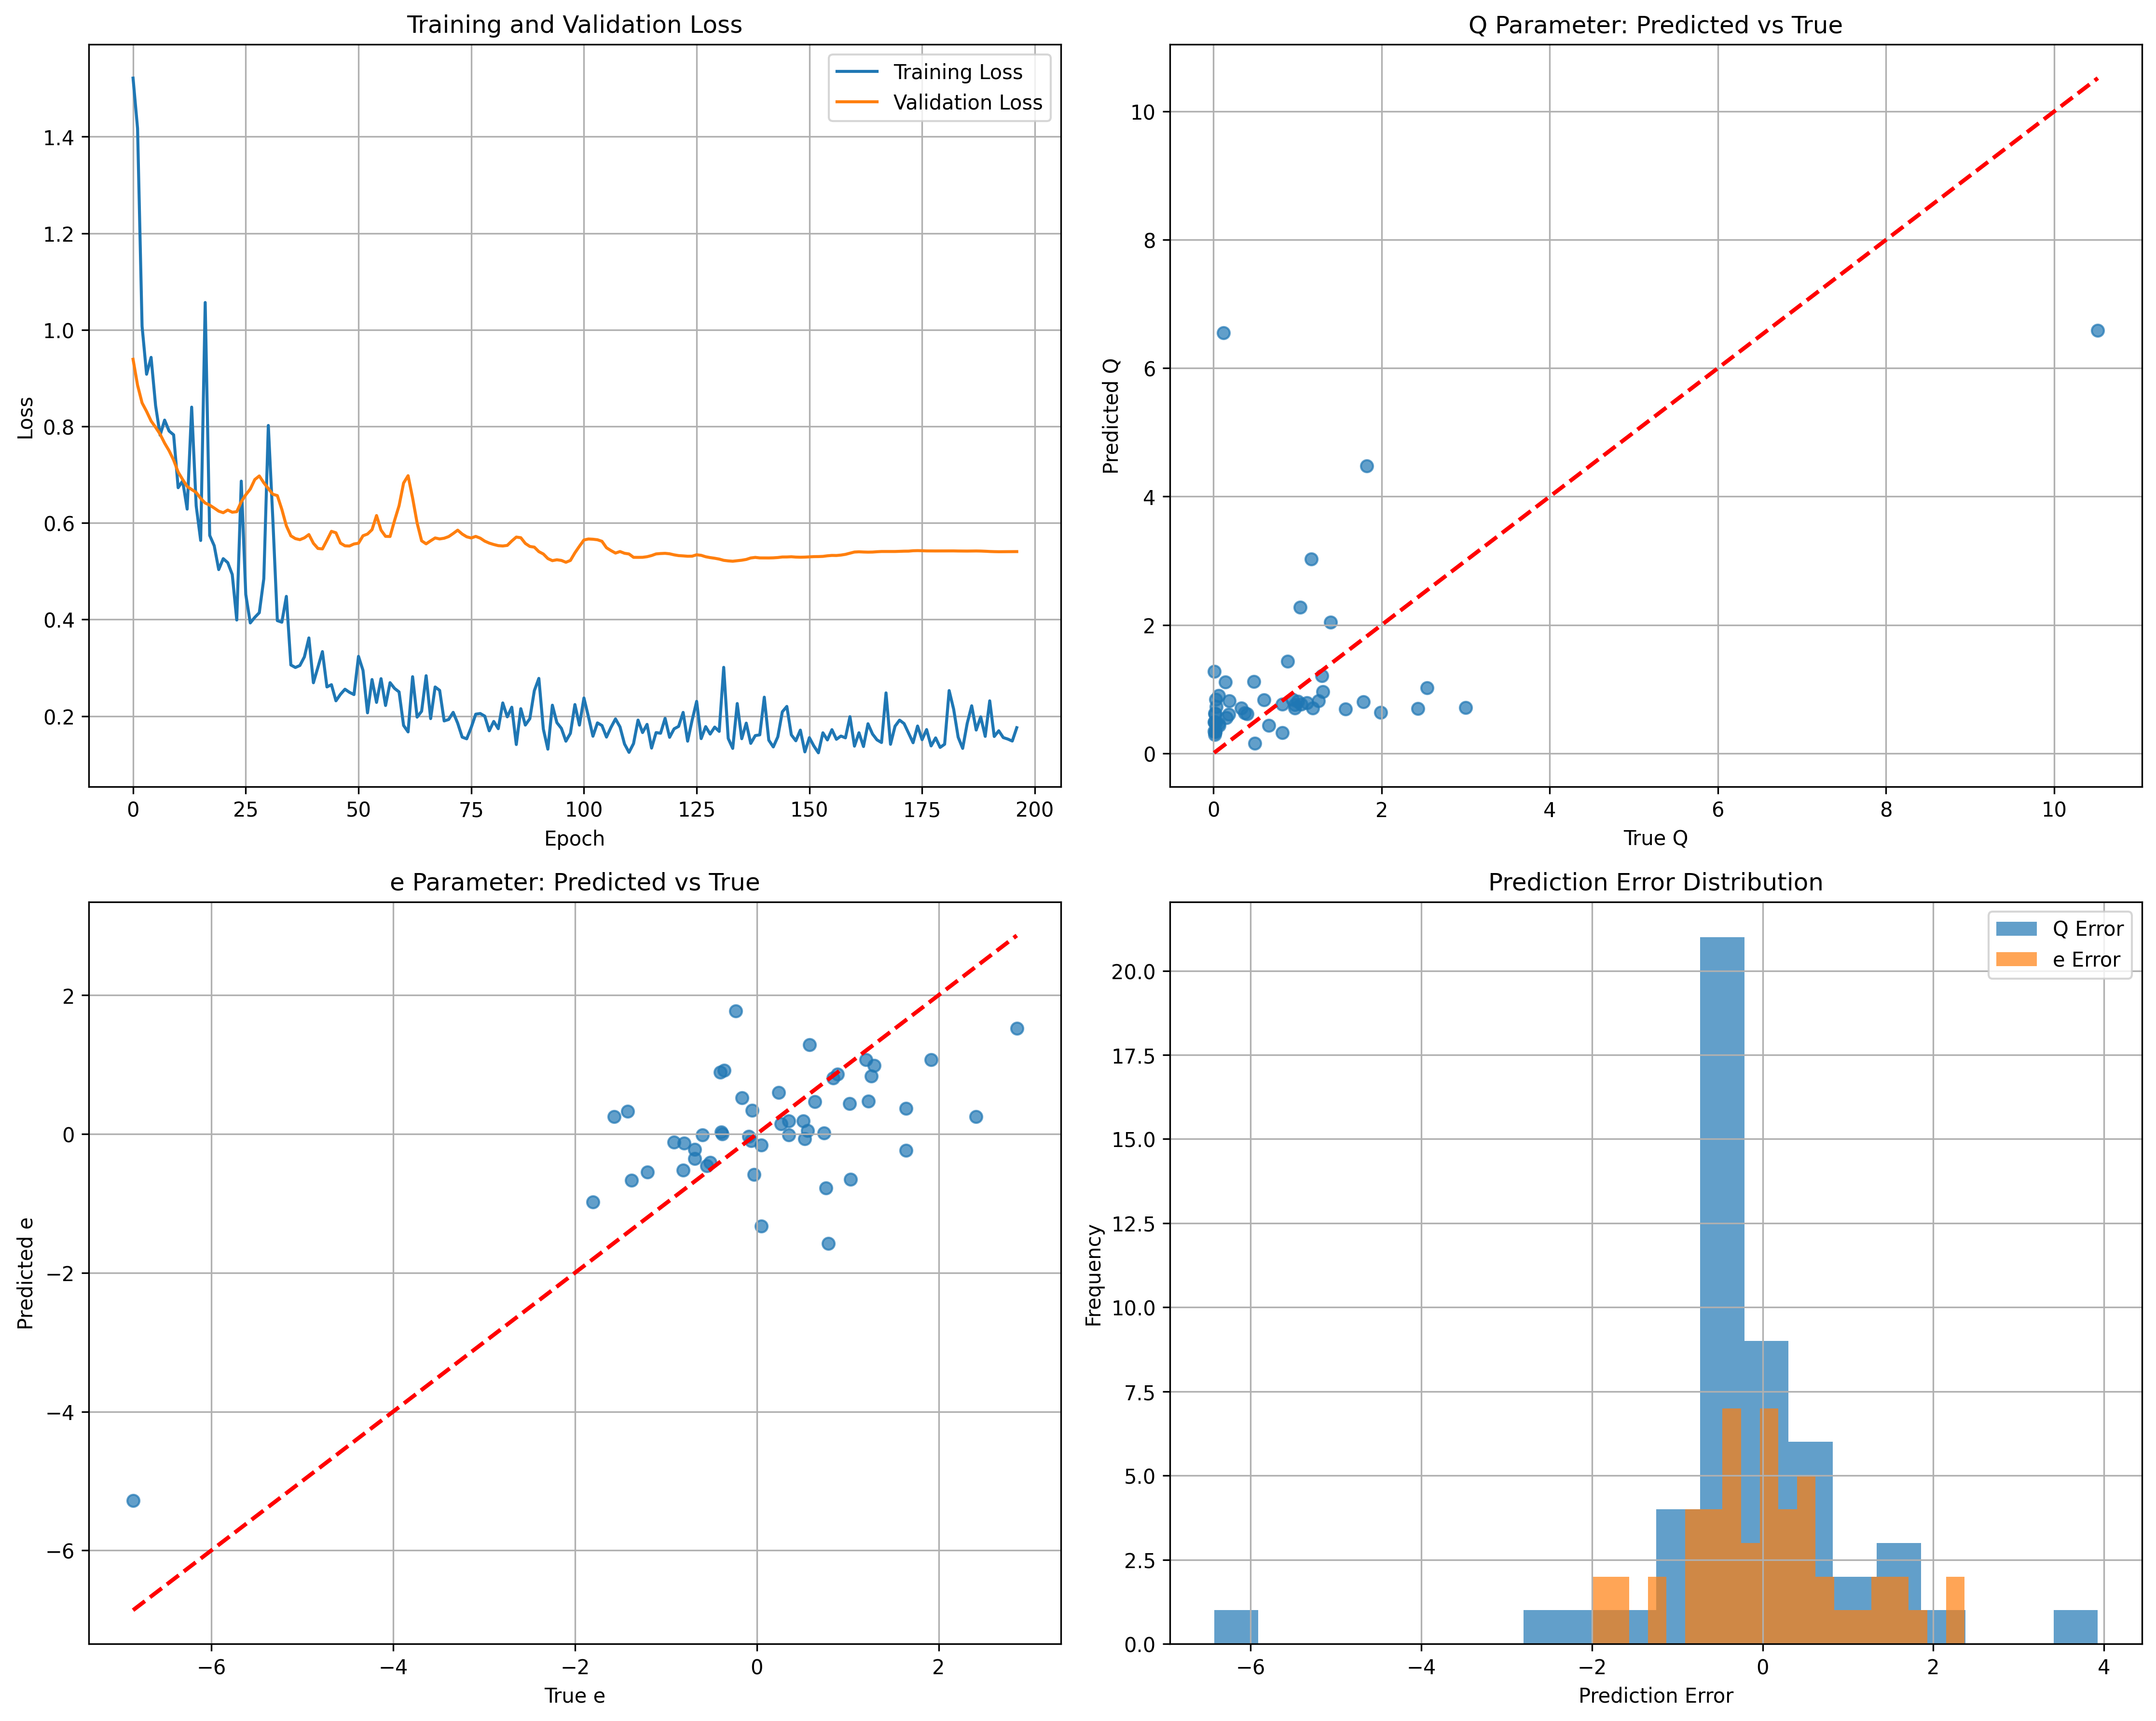 Training and Validation Loss
Training Loss
Validation Loss
1.4
1.2
1.0
0.8
0.6
0.4
0.2
Loss
0 25 50 75 100 125 150 175 200
Epoch
Q Parameter: Predicted vs True
10
8
6
4
2
0
Predicted Q
0 2 4 6 8 10
True Q
e Parameter: Predicted vs True
2
0
−2
−4
−6
Predicted e
−6 −4 −2 0 2
True e
Prediction Error Distribution
Q Error
e Error
20.0
17.5
15.0
12.5
10.0
7.5
5.0
2.5
0.0
Frequency
−6 −4 −2 0 2 4
Prediction Error